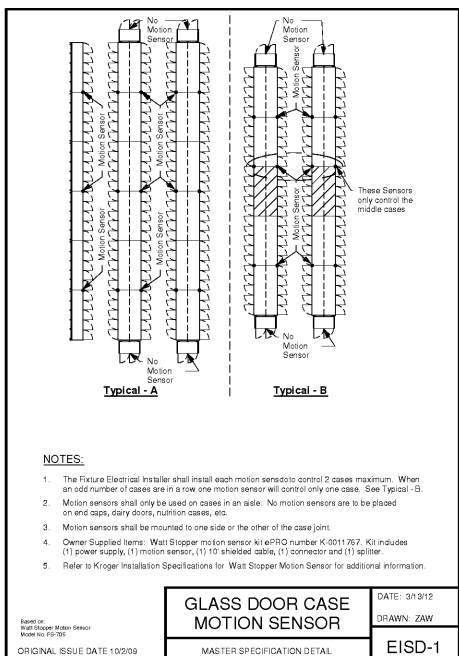 No
Motion
Sensor
No
Motion
Sensor
Motion Sensor
Motion Sensor
Motion Sensor
Motion Sensor
Motion Sensor
Motion Sensor
Motion Sensor
Motion Sensor
These Sensors
only control the
middle cases
No
Motion
Sensor
No
Motion
Sensor
Typical - A
Typical - B
NOTES:
1. The Fixture Electrical Installer shall install each motion sensdoto control 2 cases maximum. When
an odd number of cases are in a row one motion sensor will control only one case. See Typical - B.
2. Motion sensors shall only be used on cases in an aisle. No motion sensors are to be placed
on end caps, dairy doors, nutrition cases, etc.
3. Motion sensors shall be mounted to one side or the other of the case joint.
4. Owner Supplied Items: Watt Stopper motion sensor kit ePRO number K-0011767. Kit includes
(1) power supply, (1) motion sensor, (1) 10' shielded cable, (1) connector and (1) splitter.
5. Refer to Kroger Installation Specifications for Watt Stopper Motion Sensor for additional information.
Based on:
Watt Stopper Motion Sensor
Model No. FS-705
ORIGINAL ISSUE DATE 10/2/09
GLASS DOOR CASE
MOTION SENSOR
MASTER SPECIFICATION DETAIL
DATE: 3/13/12
DRAWN: ZAW
EISD-1